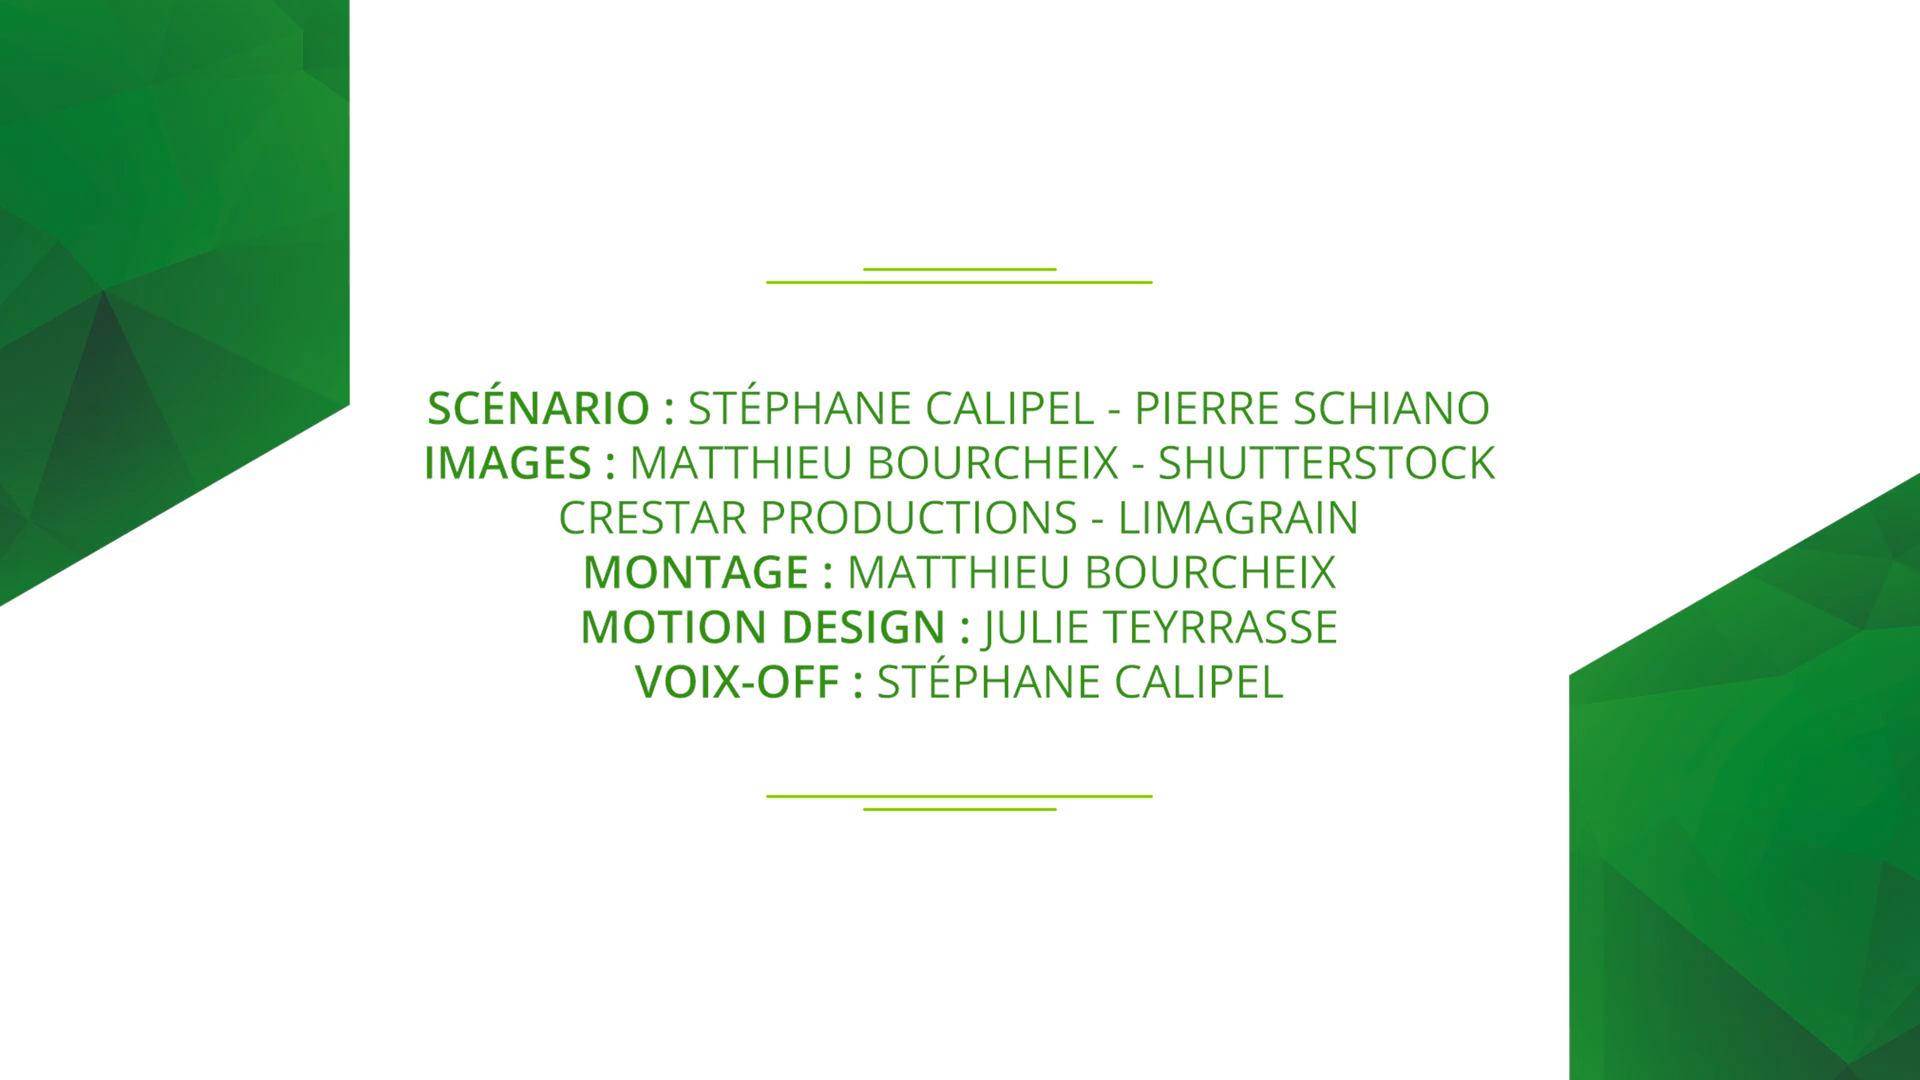 SCÉNARIO : STÉPHANE CALIPEL - PIERRE SCHIANO
IMAGES : MATTHIEU BOURCHEIX - SHUTTERSTOCK
CRESTAR PRODUCTIONS - LIMAGRAIN
MONTAGE : MATTHIEU BOURCHEIX
MOTION DESIGN : JULIE TEYRRASSE
VOIX-OFF : STÉPHANE CALIPEL